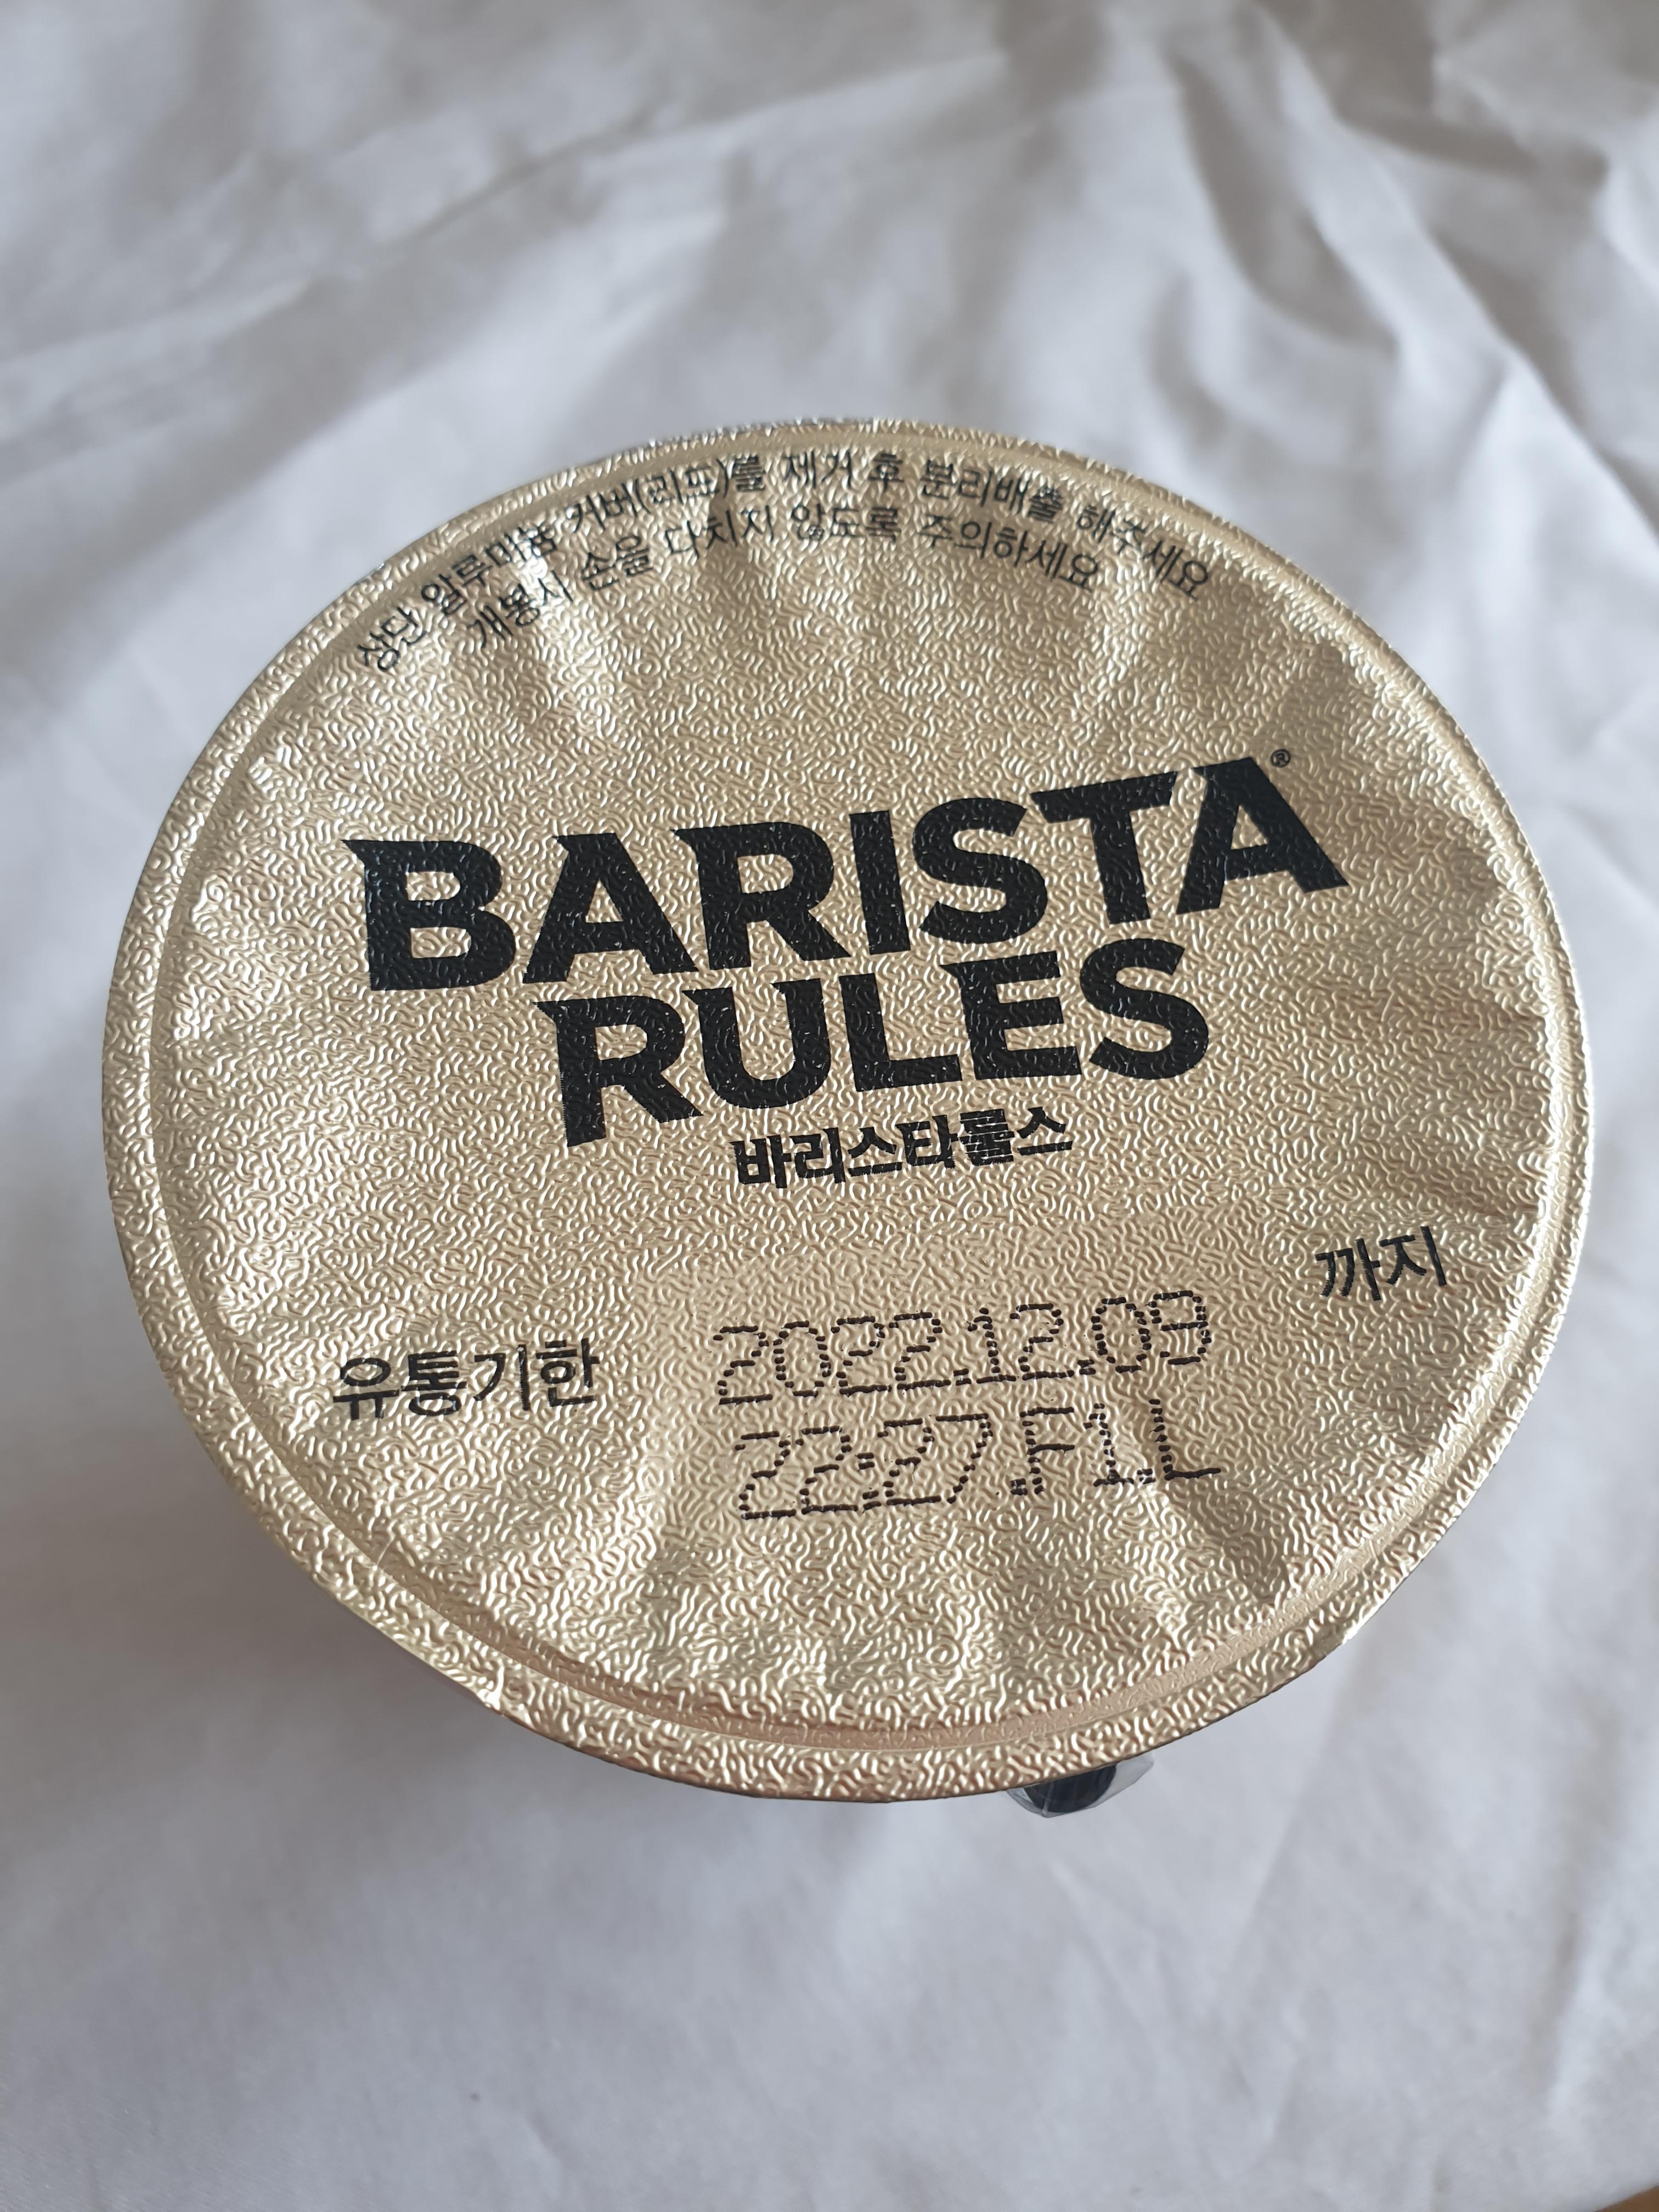 상단 알루미늄 커버(리드)를 제거 후 분리배출 해주세요
개봉시 손을 다치지 않도록 주의하세요
BARISTA®
RULES
바리스타룰스
유통기한 2022.12.09 까지
22:27.F1.L